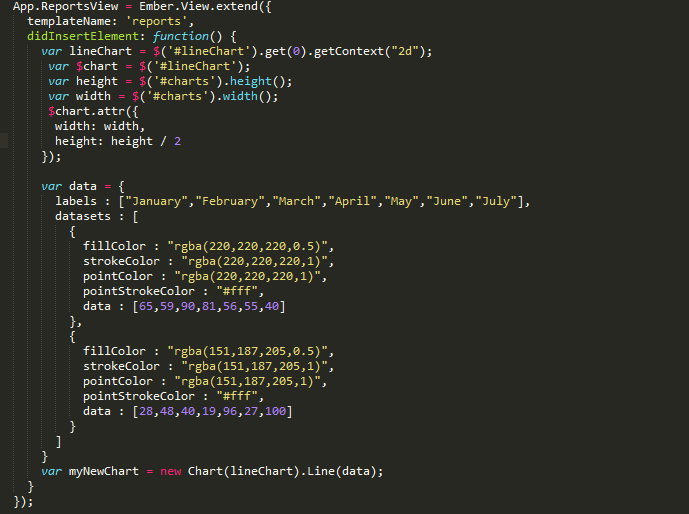 App.ReportsView = Ember.View.extend({
  templateName: 'reports',
  didInsertElement: function() {
    var lineChart = $('#lineChart').get(0).getContext("2d");
     var $chart = $('#lineChart');
     var height = $('#charts').height();
     var width = $('#charts').width();
     $chart.attr({
      width: width,
      height: height / 2
    });

    var data = {
      labels : ["January","February","March","April","May","June","July"],
      datasets : [
        {
          fillColor : "rgba(220,220,220,0.5)",
          strokeColor : "rgba(220,220,220,1)",
          pointColor : "rgba(220,220,220,1)",
          pointStrokeColor : "#fff",
          data : [65,59,90,81,56,55,40]
        },
        {
          fillColor : "rgba(151,187,205,0.5)",
          strokeColor : "rgba(151,187,205,1)",
          pointColor : "rgba(151,187,205,1)",
          pointStrokeColor : "#fff",
          data : [28,48,40,19,96,27,100]
        }
      ]
    }
    var myNewChart = new Chart(lineChart).Line(data);
  }
});